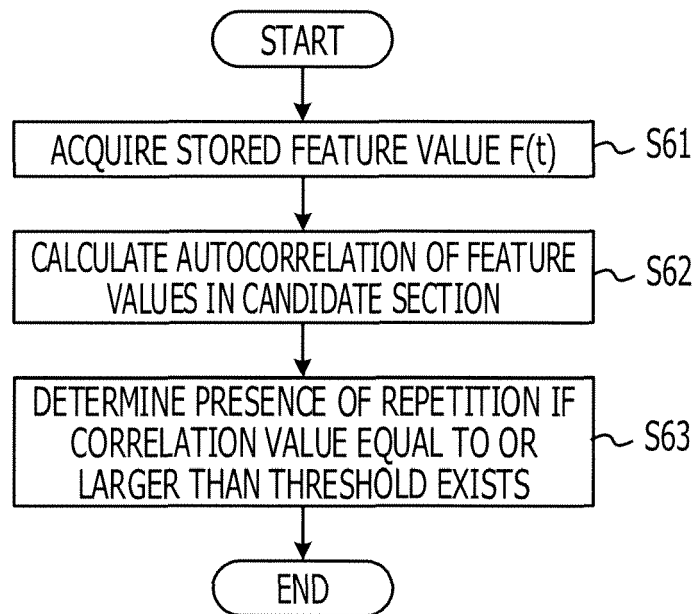 START
ACQUIRE STORED FEATURE VALUE F(t)
S61
CALCULATE AUTOCORRELATION OF FEATURE
VALUES IN CANDIDATE SECTION
S62
DETERMINE PRESENCE OF REPETITION IF
CORRELATION VALUE EQUAL TO OR
LARGER THAN THRESHOLD EXISTS
S63
END